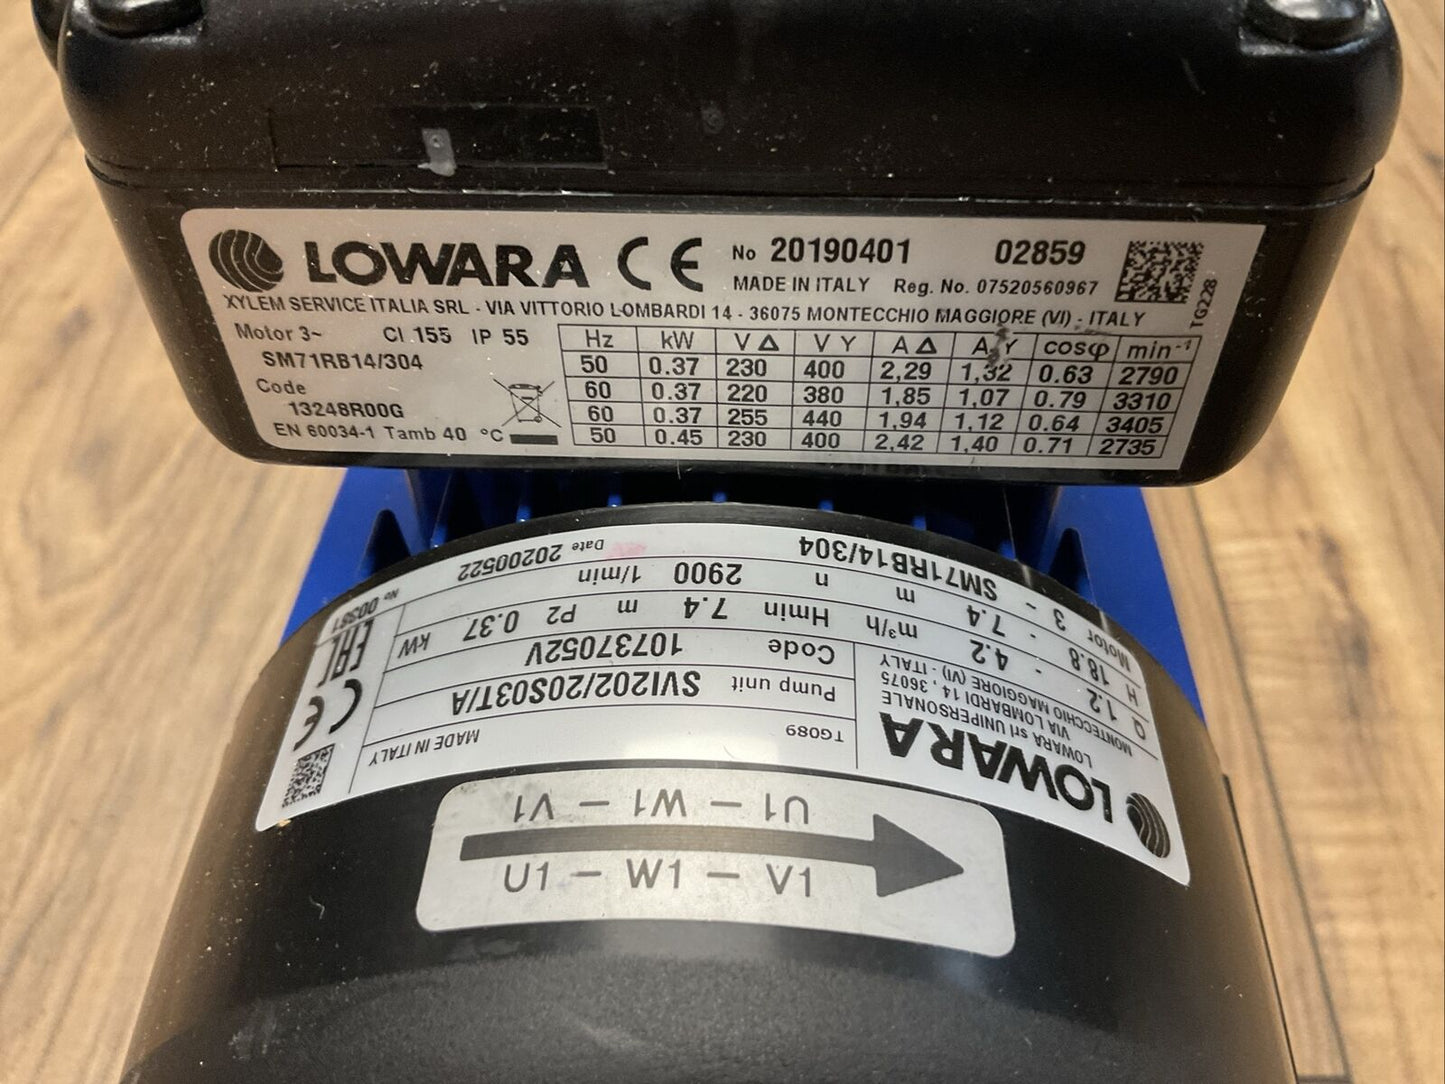 LOWARA CE No 20190401 02859
MADE IN ITALY Reg. No. 07520560967
XYLEM SERVICE ITALIA SRL - VIA VITTORIO LOMBARDI 14 - 36075 MONTECCHIO MAGGIORE (VI) - ITALY
TG228
Motor 3~ CI 155 IP 55
SM71RB14/304
Code
13248R00G
EN 60034-1 Tamb 40 °C
Hz kW V Δ V Y A Δ A Y cosφ min-1
50 0.37 230 400 2,29 1,32 0.63 2790
60 0.37 220 380 1,85 1,07 0.79 3310
60 0.37 255 440 1,94 1,12 0.64 3405
50 0.45 230 400 2,42 1,40 0.71 2735
LOWARA
LOWARA srl UNIPERSONALE
VIA LOMBARDI 14, 36075
MONTECCHIO MAGGIORE (VI) - ITALY
TG089 MADE IN ITALY
Pump unit SVI202/20S03T/A
Code 10737052V
Q 1.2 - 4.2 m³/h Hmin 7.4 m P2 0.37 kW
H 18.8 - 7.4 m n 2900 1/min
Motor 3 ~ SM71RB14/304 Date 20200522
No 00381
CE
EAC
U1 – W1 – V1
U1 – W1 – V1